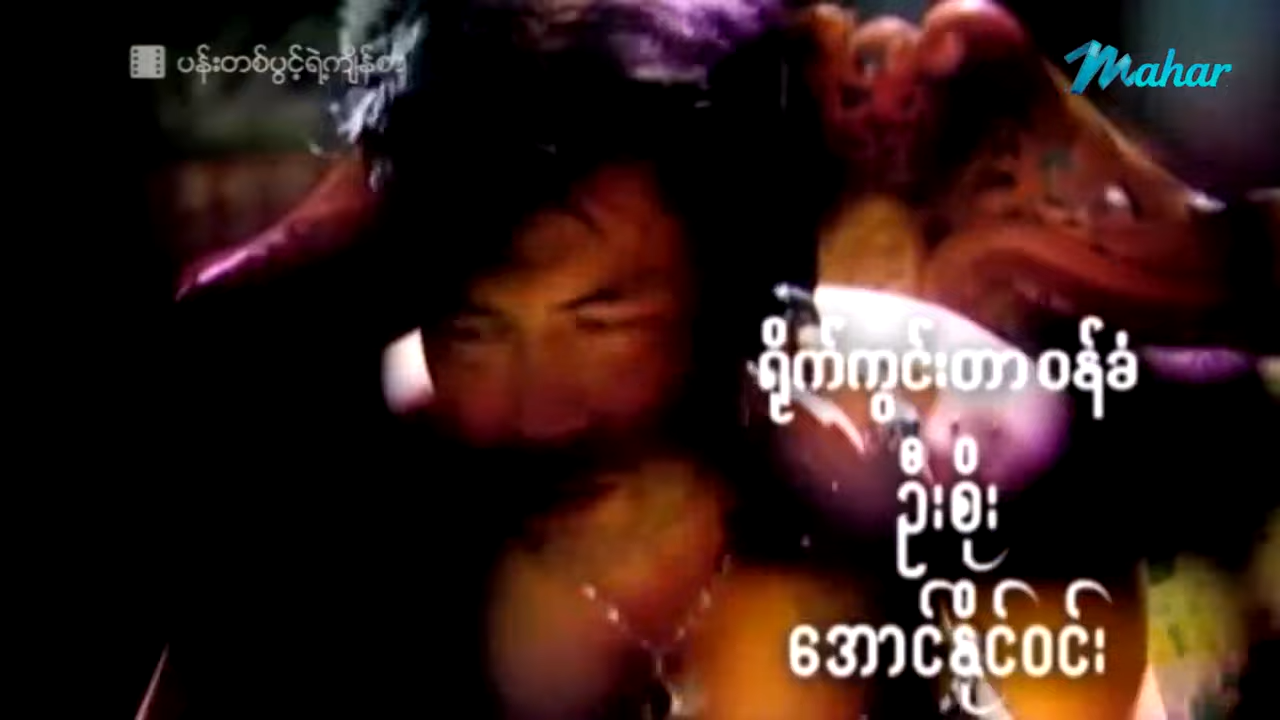 ပန်းတစ်ပွင့်ရဲ့ကျိန်စာ
Mahar
ရိုက်ကွင်းတာဝန်ခံ
ဦးစိုး
အောင်နိုင်ဝင်း